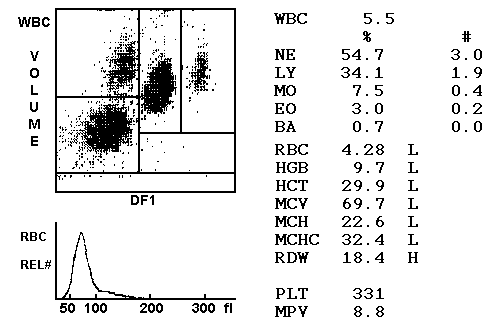 WBC
VOLUME
DF1
RBC
REL#
50 100 200 300 fl
WBC 5.5
% #
NE 54.7 3.0
LY 34.1 1.9
MO 7.5 0.4
EO 3.0 0.2
BA 0.7 0.0
RBC 4.28 L
HGB 9.7 L
HCT 29.9 L
MCV 69.7 L
MCH 22.6 L
MCHC 32.4 L
RDW 18.4 H
PLT 331
MPV 8.8